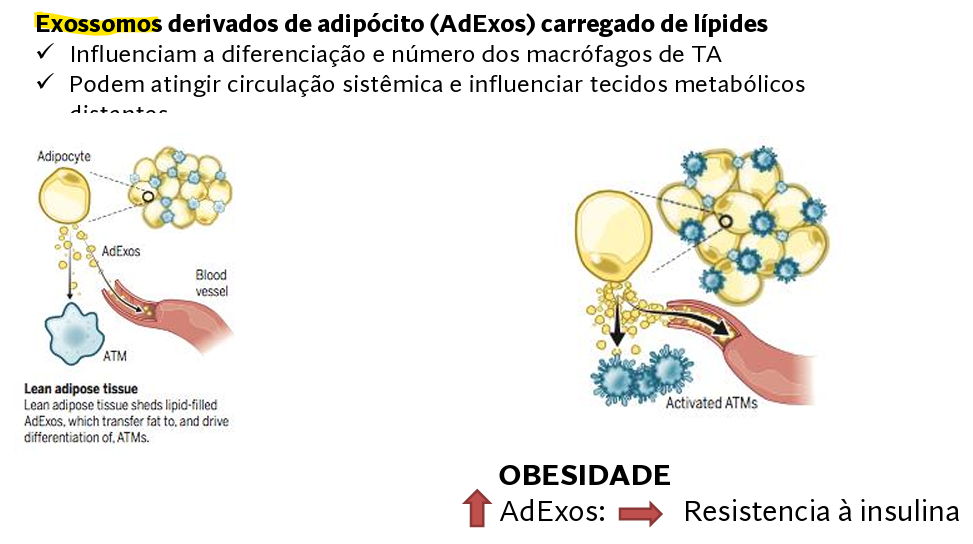 Exossomos derivados de adipócito (AdExos) carregado de lípides
✓ Influenciam a diferenciação e número dos macrófagos de TA
✓ Podem atingir circulação sistêmica e influenciar tecidos metabólicos
distantes
Adipocyte
AdExos
Blood
vessel
ATM
Lean adipose tissue
Lean adipose tissue sheds lipid-filled
AdExos, which transfer fat to, and drive
differentiation of, ATMs.
Activated ATMs
OBESIDADE
AdExos:
Resistencia à insulina